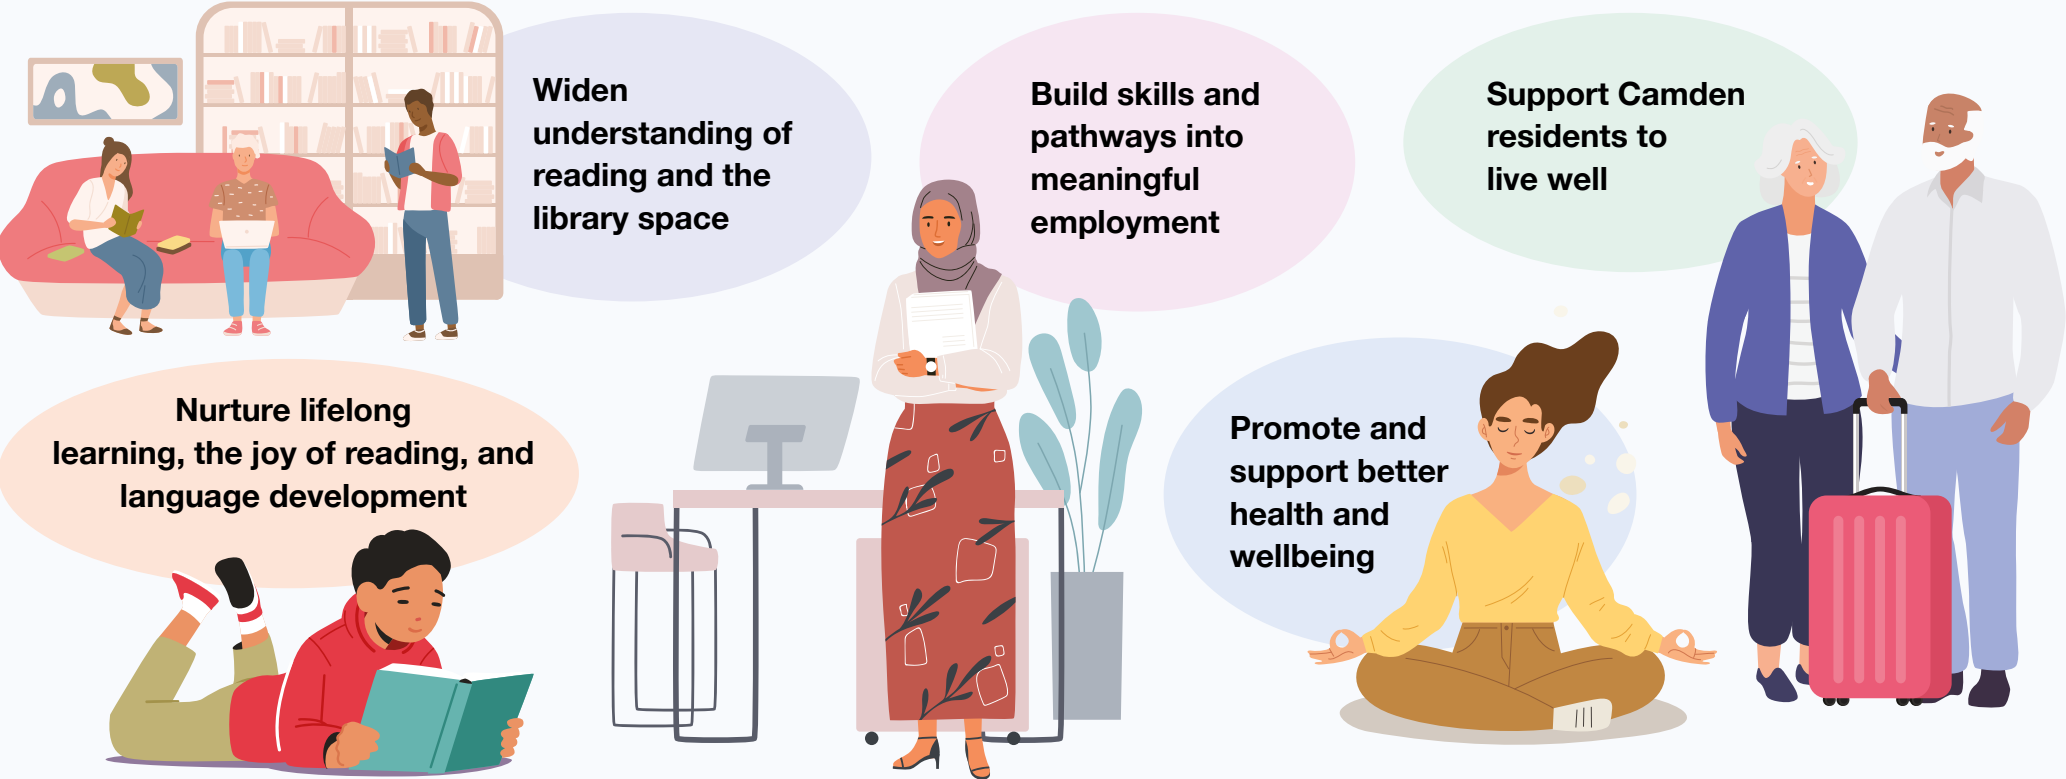 Widen
understanding of
reading and the
library space
Build skills and
pathways into
meaningful
employment
Support Camden
residents to
live well
Nurture lifelong
learning, the joy of reading, and
language development
Promote and
support better
health and
wellbeing